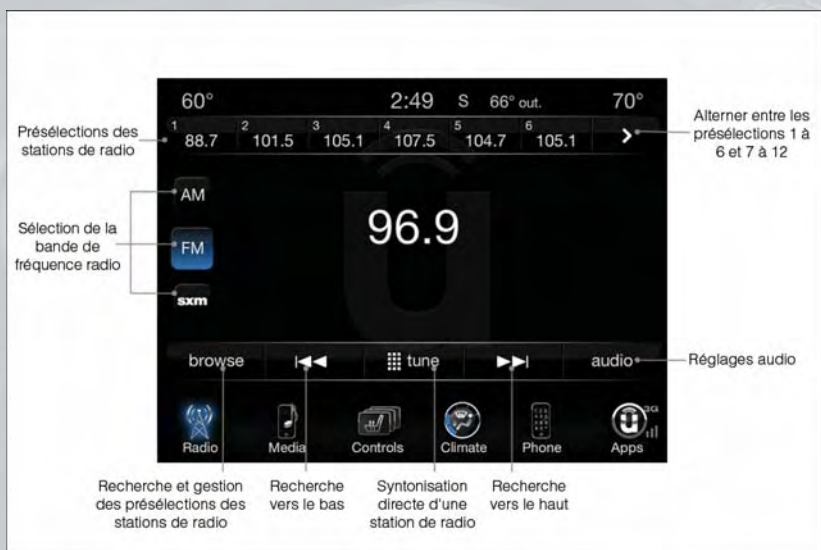 60° 2:49 S 66° out. 70°
1 88.7 2 101.5 3 105.1 4 107.5 5 104.7 6 105.1
Présélections des
stations de radio
Alterner entre les
présélections 1 à
6 et 7 à 12
AM
96.9
Sélection de la
bande de
fréquence radio
FM
sxm
browse tune audio
Réglages audio
Radio Media Controls Climate Phone Apps
3G
Recherche et gestion
des présélections des
stations de radio
Recherche
vers le bas
Syntonisation
directe d'une
station de radio
Recherche
vers le haut